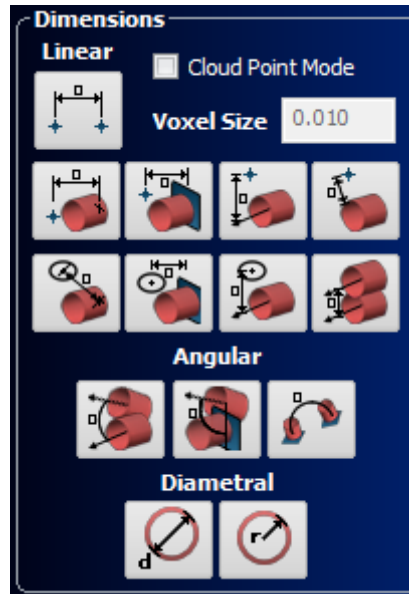 Dimensions
Linear
Cloud Point Mode
Voxel Size 0.010
Angular
Diametral
d
r